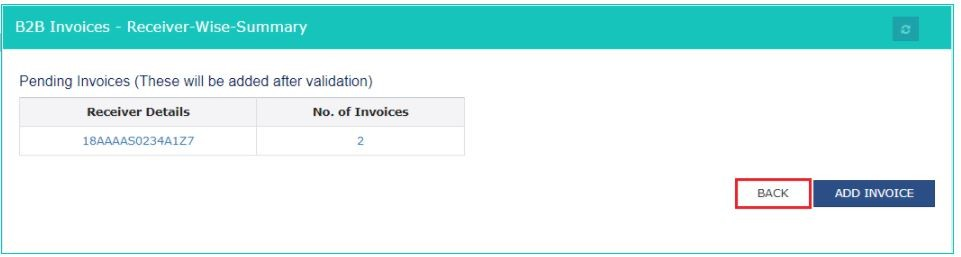 B2B Invoices - Receiver-Wise-Summary
Pending Invoices (These will be added after validation)
Receiver Details No. of Invoices
18AAAAS0234A1Z7 2
BACK ADD INVOICE